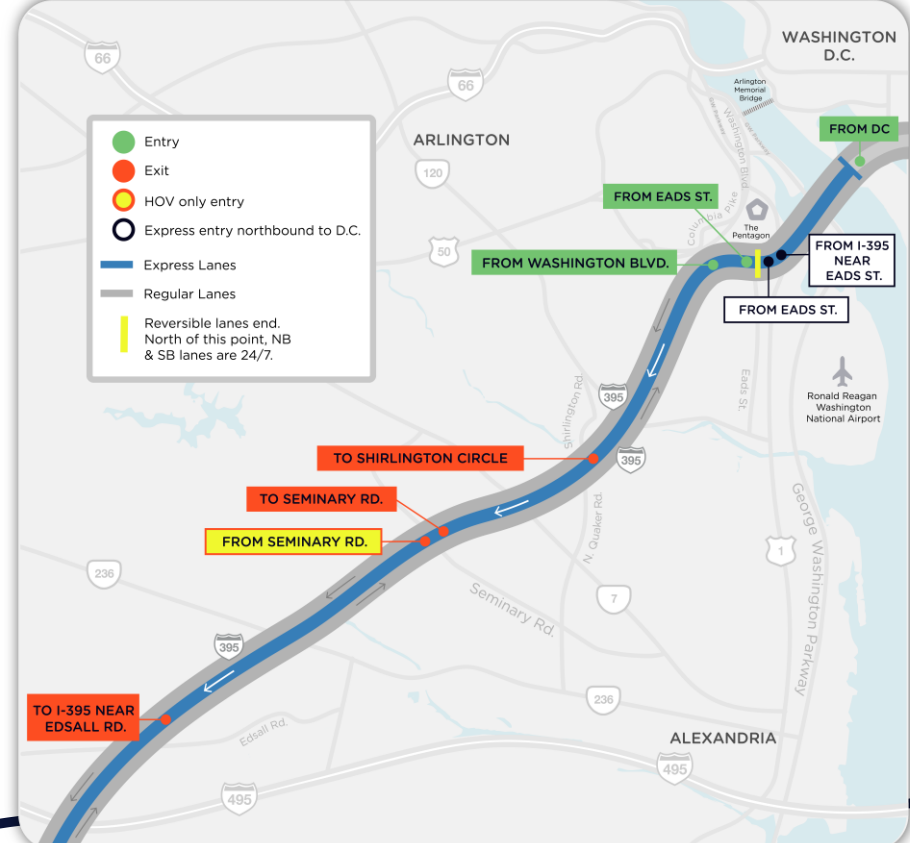 WASHINGTON
D.C.
66
66
Arlington
Memorial
Bridge
GW Parkway
GW Parkway
Washington Blvd.
ARLINGTON
FROM DC
Entry
Exit
HOV only entry
Express entry northbound to D.C.
Express Lanes
Regular Lanes
Reversible lanes end.
North of this point, NB
& SB lanes are 24/7.
120
FROM EADS ST.
Columbia Pike
The
Pentagon
50
FROM WASHINGTON BLVD.
FROM I-395
NEAR
EADS ST.
FROM EADS ST.
Eads St.
Ronald Reagan
Washington
National Airport
Shirlington Rd.
395
395
TO SHIRLINGTON CIRCLE
TO SEMINARY RD.
FROM SEMINARY RD.
N. Quaker Rd.
George Washington Parkway
1
236
Seminary Rd.
7
395
TO I-395 NEAR
EDSALL RD.
Edsall Rd.
236
ALEXANDRIA
495
495